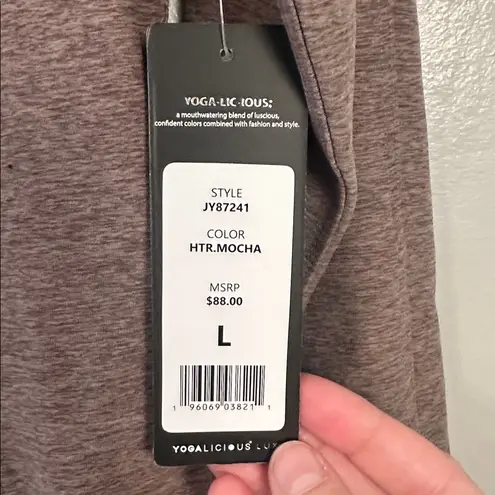 YOGA·LIC·IOUS:
a mouthwatering blend of luscious,
confident colors combined with fashion and style.
STYLE
JY87241
COLOR
HTR.MOCHA
MSRP
$88.00
L
1 96069 03821 1
YOGALICIOUS® LUX